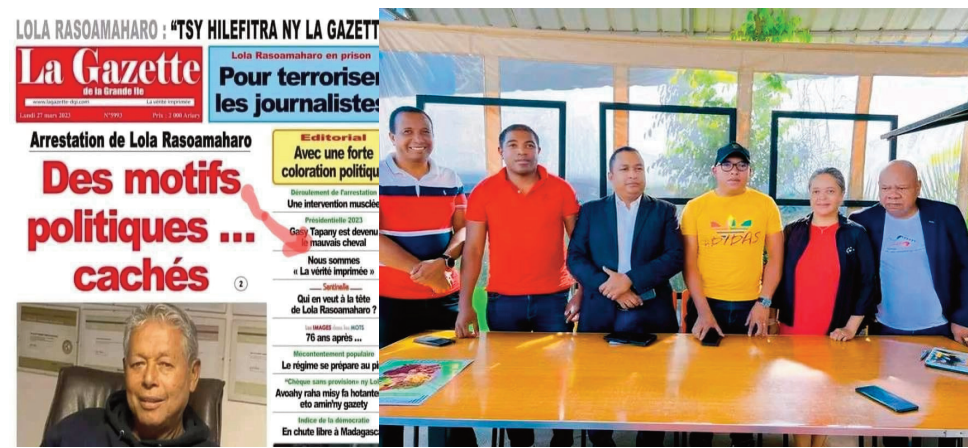 LOLA RASOAMAHARO : “TSY HILEFITRA NY LA GAZETT
La Gazette
de la Grande Ile
www.lagazette-dgi.com
La vérité imprimée
Lundi 27 mars 2023
N°5993
Prix : 2 000 Ariary
Lola Rasoamaharo en prison
Pour terroriser
les journalistes
Arrestation de Lola Rasoamaharo
Des motifs
politiques ...
cachés
2
Editorial
Avec une forte
coloration politiqu
Déroulement de l'arrestation
Une intervention musclée
Présidentielle 2023
Gasy Tapany est devenu
le mauvais cheval
Nous sommes
« La vérité imprimée »
Sentinelle
Qui en veut à la tête
de Lola Rasoamaharo ?
Les IMAGES dans les MOTS
76 ans après ...
Mécontentement populaire
Le régime se prépare au pi
"Chèque sans provision» ny Lol
Avoahy raha misy fa hotante
eto amin'ny gazety
Indice de la démocratie
En chute libre à Madagasc
adidas